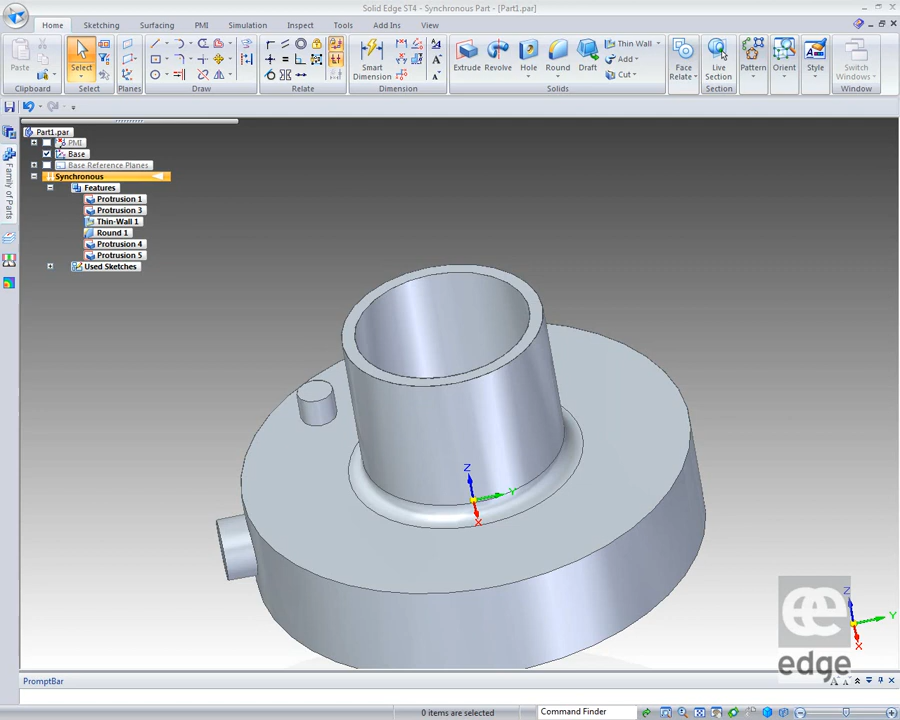 Solid Edge ST4 - Synchronous Part - [Part1.par]
Home Sketching Surfacing PMI Simulation Inspect Tools Add Ins View
Paste Select Smart Dimension Extrude Revolve Hole Round Draft Thin Wall Add Cut Face Relate Live Section Pattern Orient Style Switch Windows
Clipboard Select Planes Draw Relate Dimension Solids Section Window
Part1.par
PMI
Base
Base Reference Planes
Synchronous
Features
Protrusion 1
Protrusion 3
Thin-Wall 1
Round 1
Protrusion 4
Protrusion 5
Used Sketches
Family of Parts
Z
Y
X
Z
Y
X
ee
edge
PromptBar
0 items are selected
Command Finder